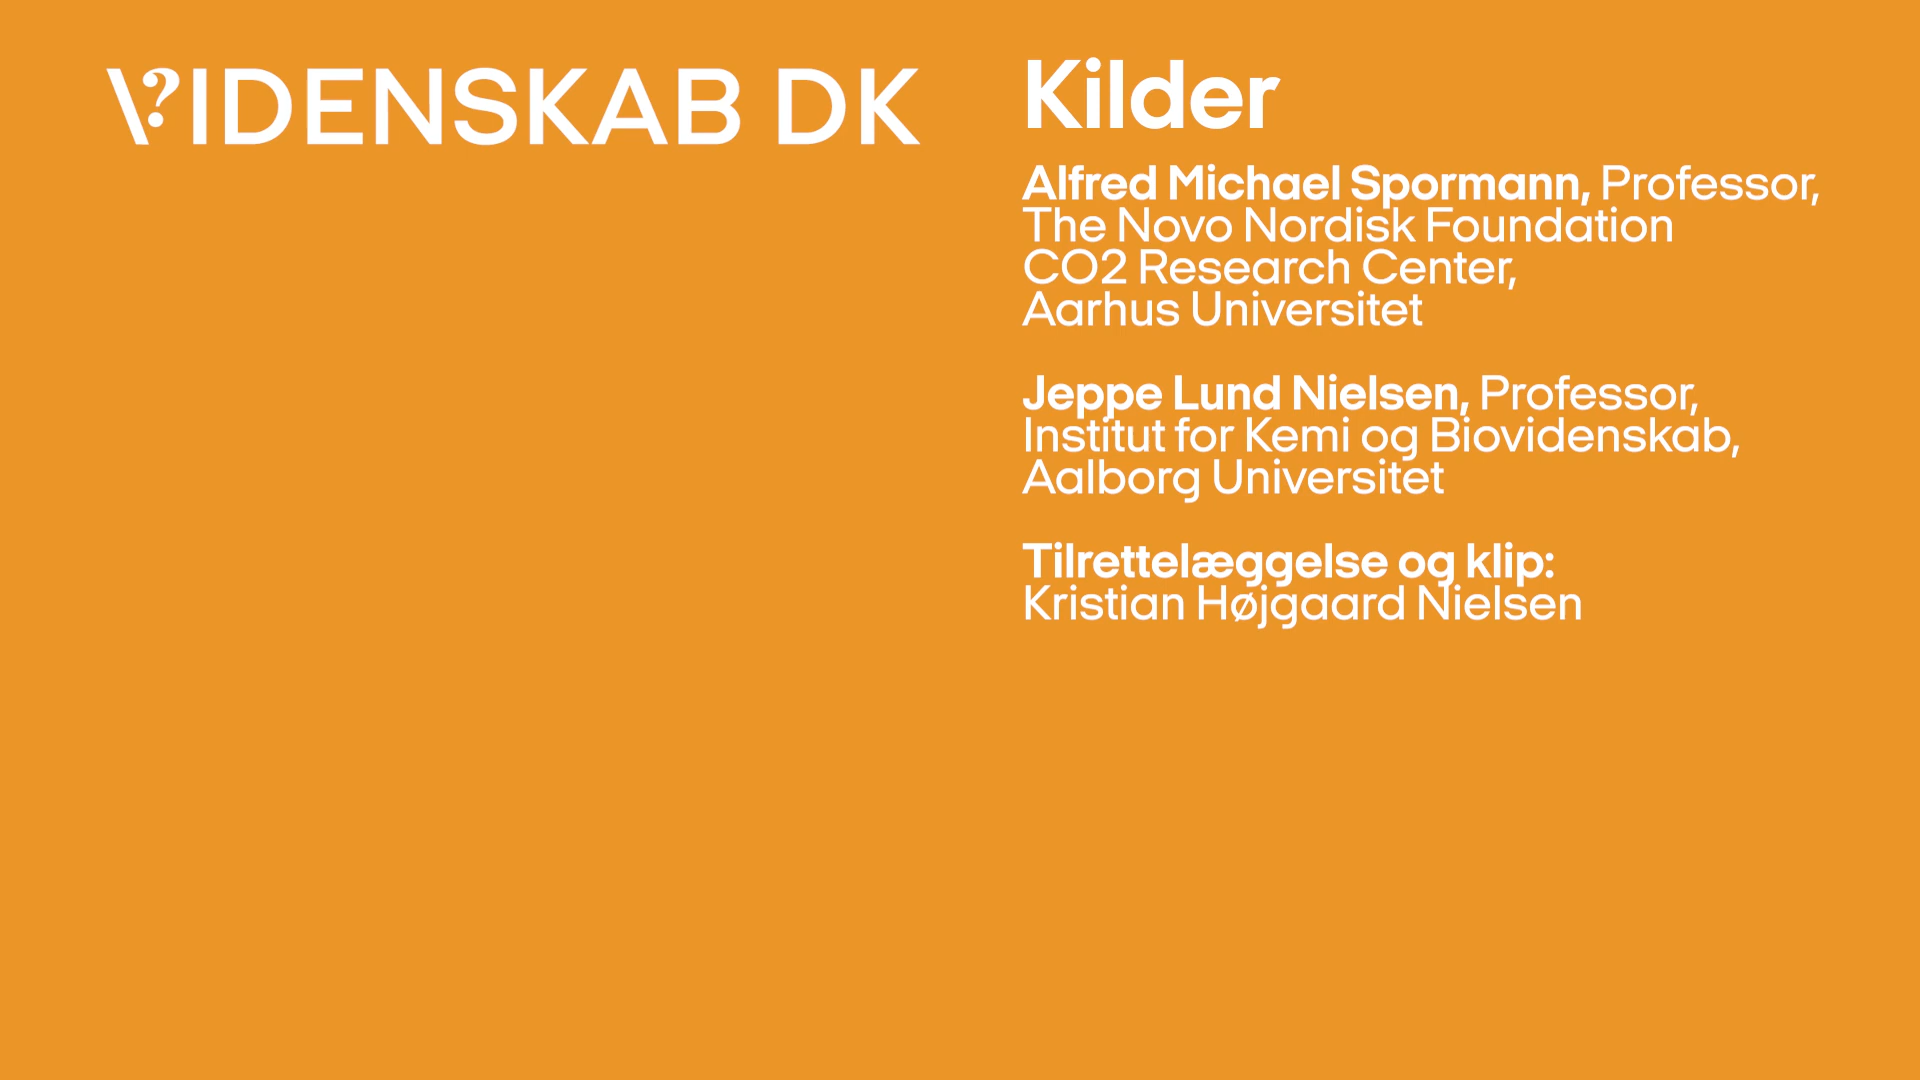 VIDENSKAB DK
Kilder
Alfred Michael Spormann, Professor,
The Novo Nordisk Foundation
CO2 Research Center,
Aarhus Universitet
Jeppe Lund Nielsen, Professor,
Institut for Kemi og Biovidenskab,
Aalborg Universitet
Tilrettelæggelse og klip:
Kristian Højgaard Nielsen